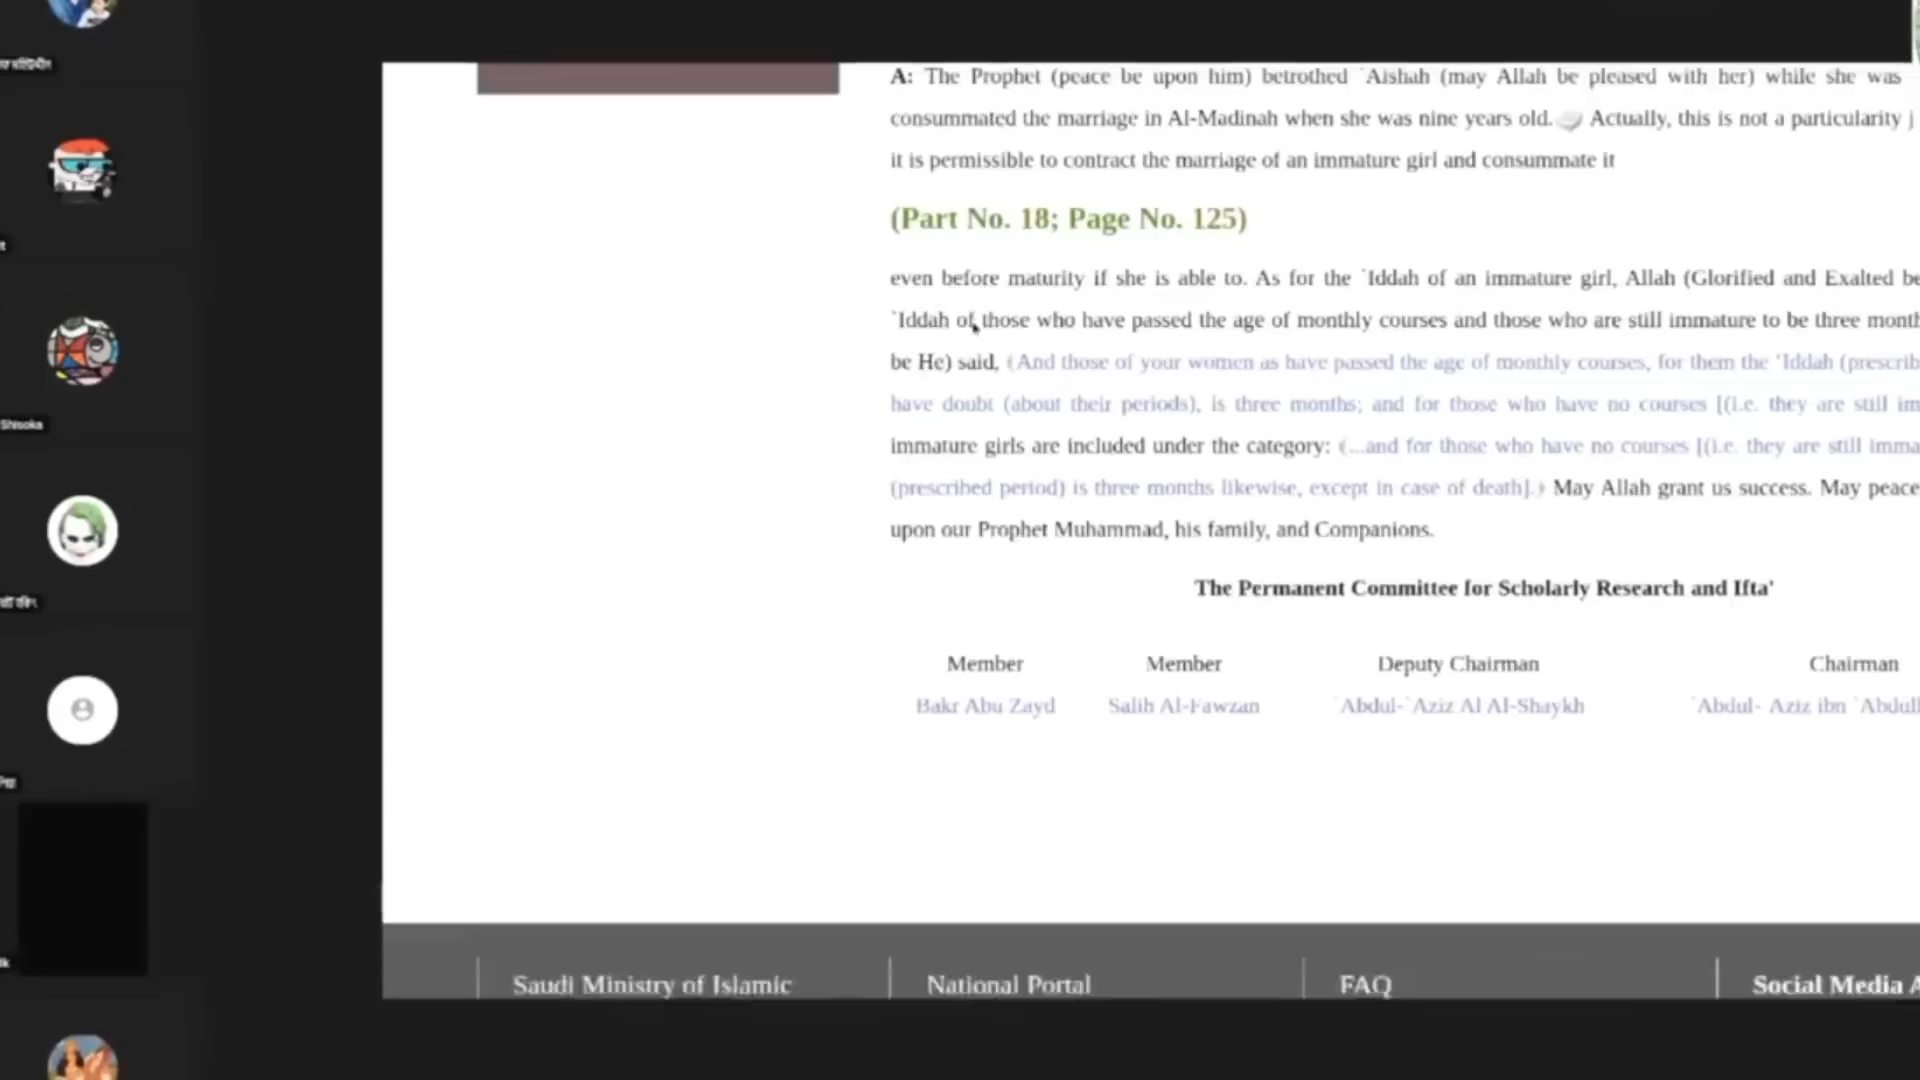 A: The Prophet (peace be upon him) betrothed `Aishah (may Allah be pleased with her) while she was
consummated the marriage in Al-Madinah when she was nine years old. Actually, this is not a particularity
it is permissible to contract the marriage of an immature girl and consummate it
(Part No. 18; Page No. 125)
even before maturity if she is able to. As for the `Iddah of an immature girl, Allah (Glorified and Exalted be
`Iddah of those who have passed the age of monthly courses and those who are still immature to be three month
be He) said, (And those of your women as have passed the age of monthly courses, for them the 'Iddah (prescrib
have doubt (about their periods), is three months; and for those who have no courses [(i.e. they are still im
immature girls are included under the category: (...and for those who have no courses [(i.e. they are still imma
(prescribed period) is three months likewise, except in case of death].) May Allah grant us success. May peace
upon our Prophet Muhammad, his family, and Companions.
The Permanent Committee for Scholarly Research and Ifta'
Member Member Deputy Chairman Chairman
Bakr Abu Zayd Salih Al-Fawzan `Abdul-`Aziz Al Al-Shaykh `Abdul-`Aziz ibn `Abdull
Shisoka
Saudi Ministry of Islamic National Portal FAQ Social Media A